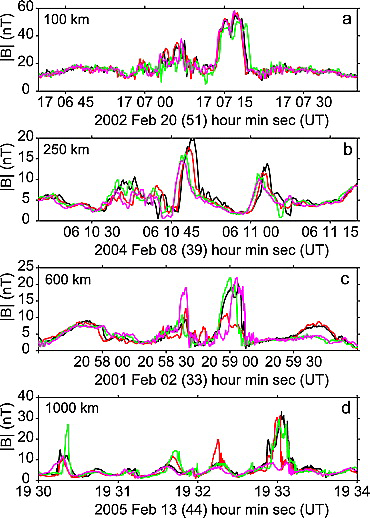 60
100 km
a
40
|B| (nT)
20
0
17 06 45 17 07 00 17 07 15 17 07 30
2002 Feb 20 (51) hour min sec (UT)
20
250 km
b
15
|B| (nT)
10
5
0
06 10 30 06 10 45 06 11 00 06 11 15
2004 Feb 08 (39) hour min sec (UT)
25
600 km
c
20
15
|B| (nT)
10
5
0
20 58 00 20 58 30 20 59 00 20 59 30
2001 Feb 02 (33) hour min sec (UT)
40
1000 km
d
30
|B| (nT)
20
10
0
19 30 19 31 19 32 19 33 19 34
2005 Feb 13 (44) hour min sec (UT)